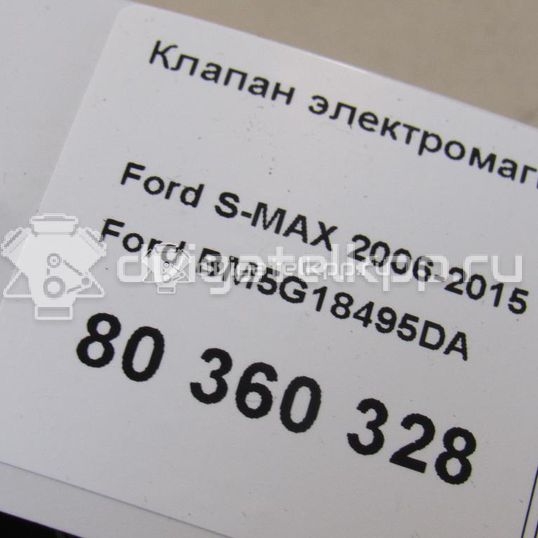 Клапан электромаг
Ford S-MAX 2006-2015
Ford BM5G18495DA
80 360 328